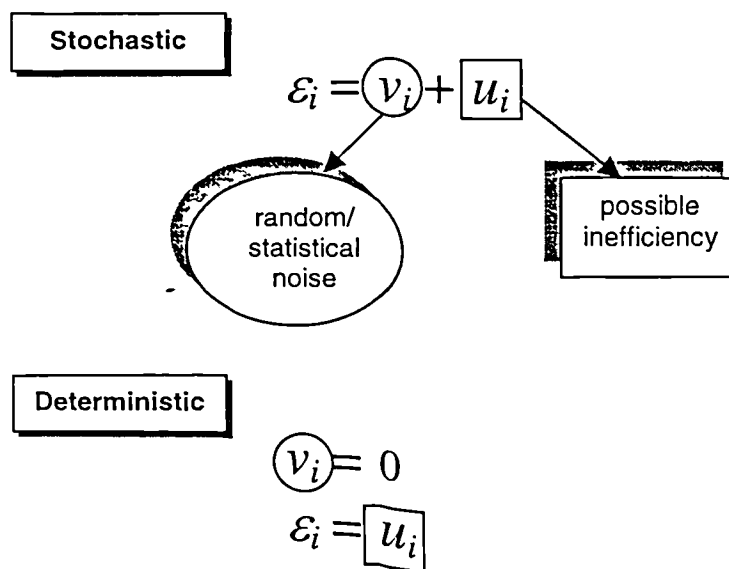 Stochastic
εi = vi + ui
random/
statistical
noise
possible
inefficiency
Deterministic
vi = 0
εi = ui